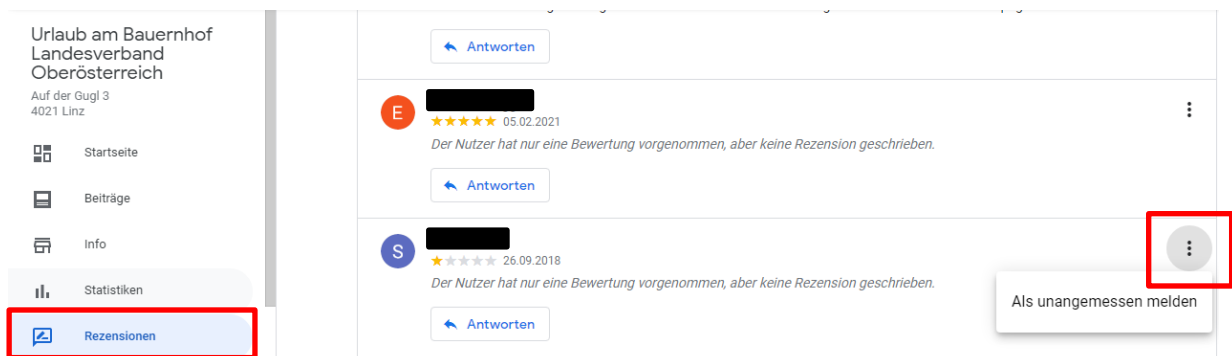 Urlaub am Bauernhof
Landesverband
Oberösterreich
Auf der Gugl 3
4021 Linz
Startseite
Beiträge
Info
Statistiken
Rezensionen
Antworten
E
05.02.2021
Der Nutzer hat nur eine Bewertung vorgenommen, aber keine Rezension geschrieben.
Antworten
S
26.09.2018
Der Nutzer hat nur eine Bewertung vorgenommen, aber keine Rezension geschrieben.
Als unangemessen melden
Antworten